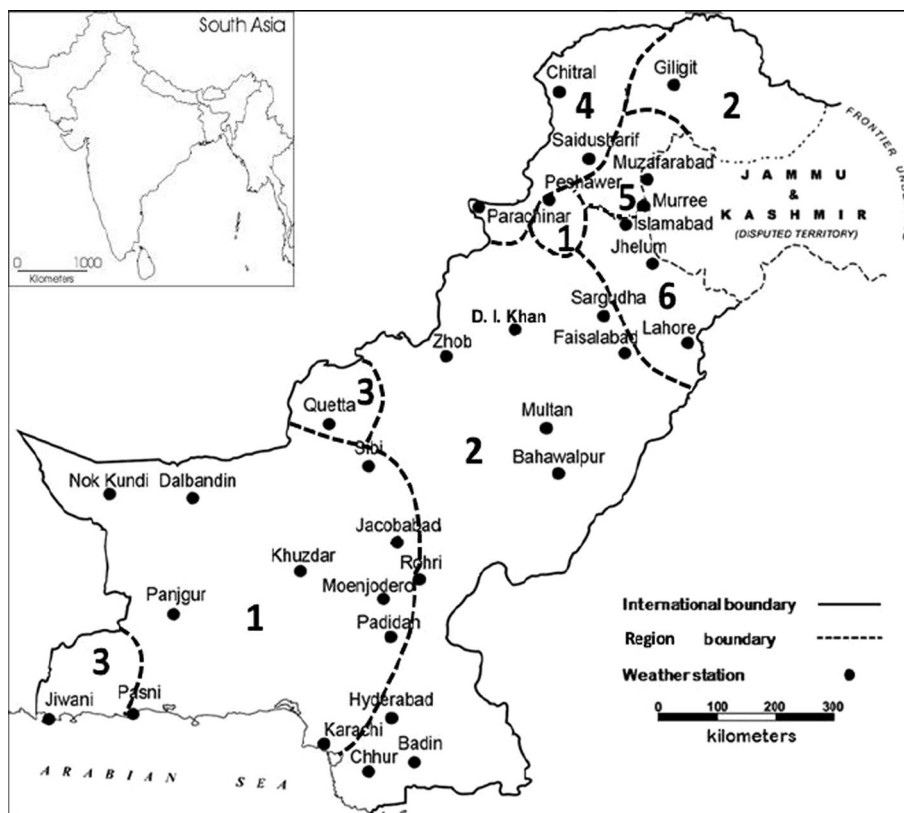 South Asia
0 1000
Kilometers
Chitral
4
Giligit
2
Saidusharif
Muzafarabad
Peshawer
5
Murree
Parachinar
1
Islamabad
Jhelum
JAMMU
&
KASHMIR
(DISPUTED TERRITORY)
FRONTIER
Sargudha
6
D. I. Khan
Faisalabad
Lahore
Zhob
3
Quetta
Multan
Sibi
2
Bahawalpur
Nok Kundi
Dalbandin
Jacobabad
Khuzdar
Rohri
Moenjodero
Panjgur
1
Padidan
3
Jiwani
Pasni
Hyderabad
Karachi
Badin
Chhur
ARABIAN SEA
International boundary
Region boundary
Weather station
0 100 200 300
kilometers